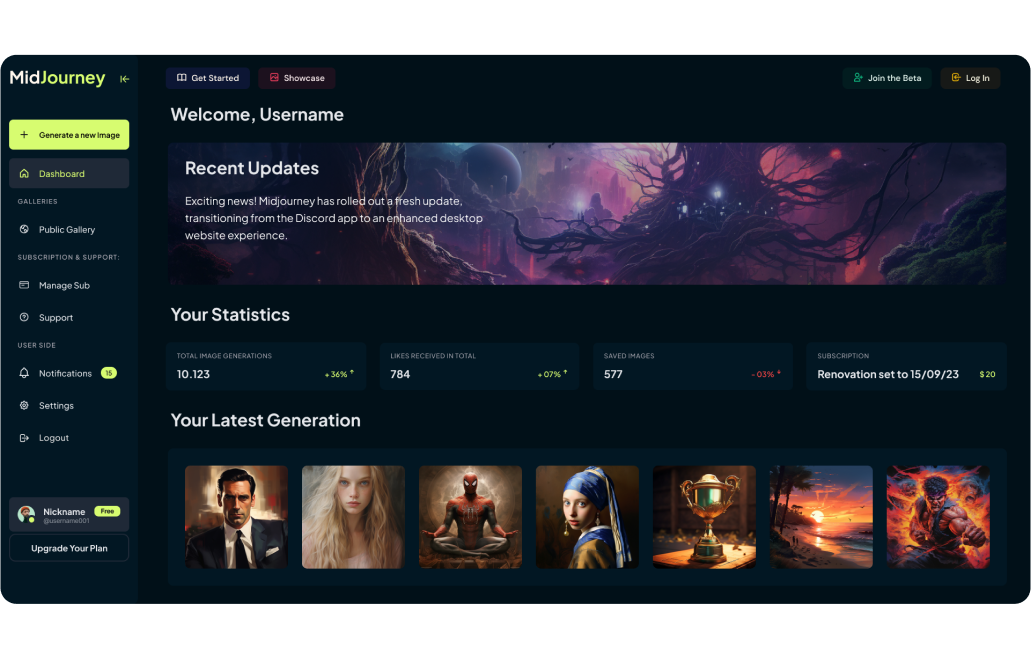 MidJourney
Generate a new Image
Dashboard
GALLERIES
Public Gallery
SUBSCRIPTION & SUPPORT:
Manage Sub
Support
USER SIDE
Notifications 15
Settings
Logout
Nickname Free
@username001
Upgrade Your Plan
Get Started
Showcase
Join the Beta
Log In
Welcome, Username
Recent Updates
Exciting news! Midjourney has rolled out a fresh update,
transitioning from the Discord app to an enhanced desktop
website experience.
Your Statistics
TOTAL IMAGE GENERATIONS
10.123 +36%
LIKES RECEIVED IN TOTAL
784 +07%
SAVED IMAGES
577 -03%
SUBSCRIPTION
Renovation set to 15/09/23 $20
Your Latest Generation